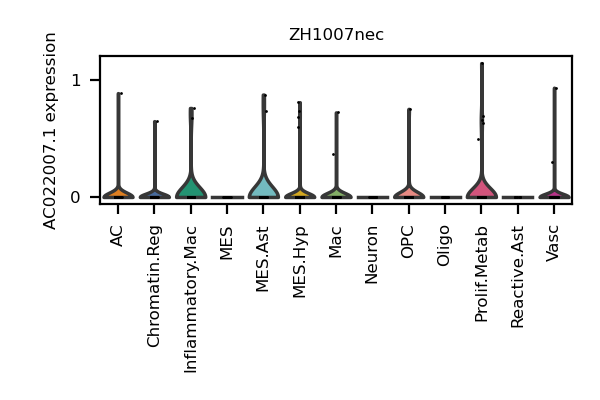 ZH1007nec
AC022007.1 expression
1
0
AC
Chromatin.Reg
Inflammatory.Mac
MES
MES.Ast
MES.Hyp
Mac
Neuron
OPC
Oligo
Prolif.Metab
Reactive.Ast
Vasc